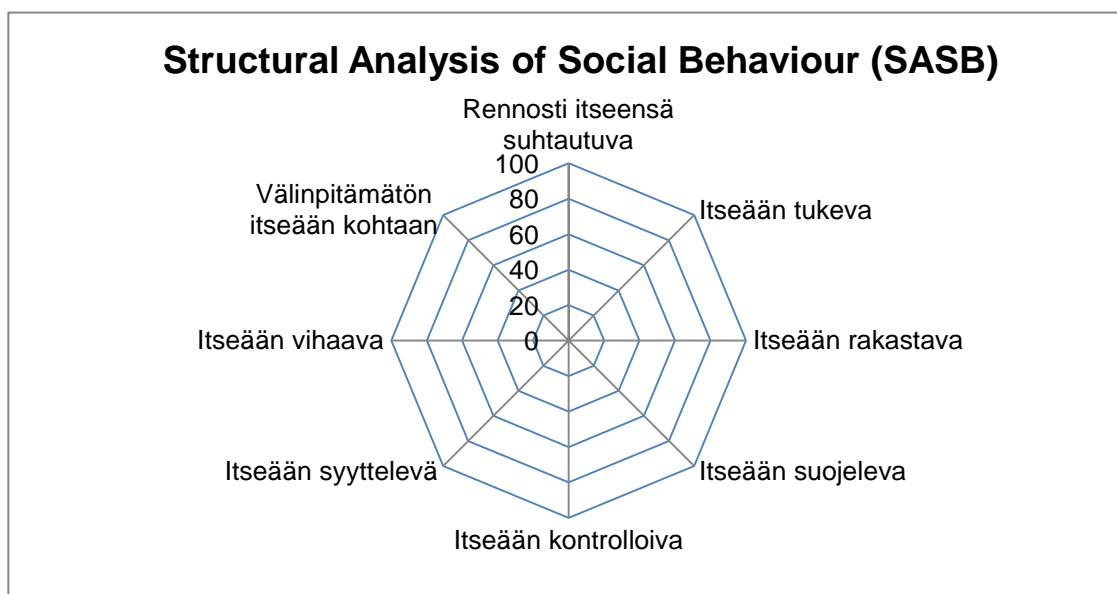 Structural Analysis of Social Behaviour (SASB)
Rennosti itseensä
suhtautuva
100
80
60
40
20
0
Välinpitämätön
itseään kohtaan
Itseään tukeva
Itseään vihaava
Itseään rakastava
Itseään syyttelevä
Itseään suojeleva
Itseään kontrolloiva